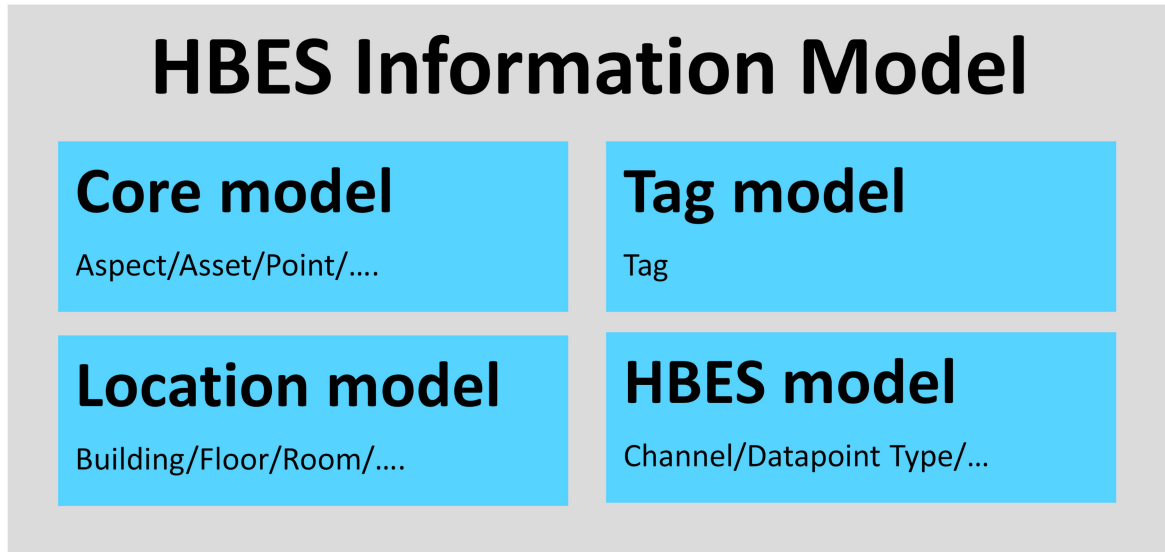 HBES Information Model
Core model
Aspect/Asset/Point/....
Tag model
Tag
Location model
Building/Floor/Room/....
HBES model
Channel/Datapoint Type/...